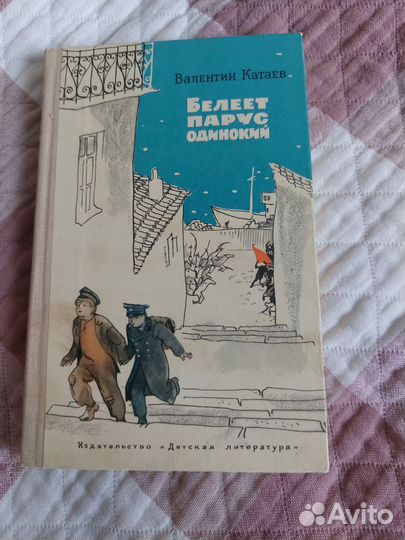 Валентин Катаев
Белеет
парус
одинокий
Издательство «Детская литература»
Avito